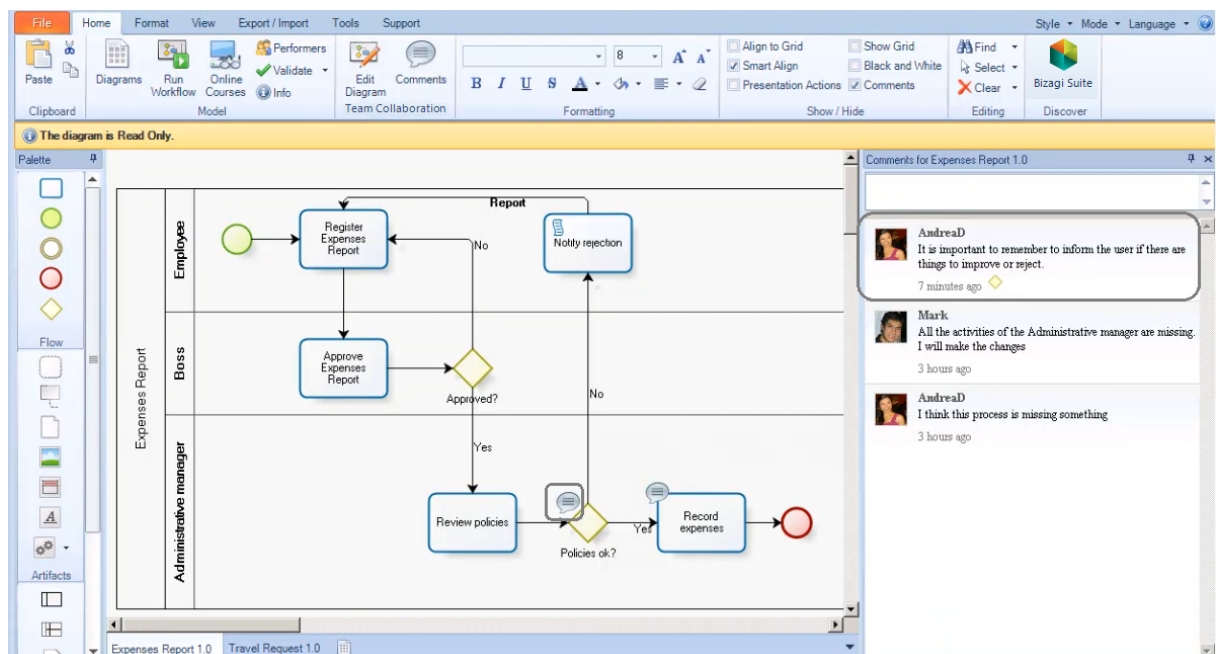 File Home Format View Export / Import Tools Support Style Mode Language
Paste
Clipboard
Diagrams
Run Workflow
Online Courses
Performers
Validate
Info
Model
Edit Diagram
Comments
Team Collaboration
8
A A
B I U S A
Formatting
Align to Grid
Smart Align
Presentation Actions
Show Grid
Black and White
Comments
Show / Hide
Find
Select
Clear
Editing
Bizagi Suite
Discover
The diagram is Read Only.
Palette
Flow
A
Artifacts
Expenses Report
Employee
Boss
Administrative manager
Register
Expenses
Report
Report
Notify rejection
No
Approve
Expenses
Report
Approved?
No
Yes
Review policies
Policies ok?
Yes
Record
expenses
Expenses Report 1.0 Travel Request 1.0
Comments for Expenses Report 1.0
AndreaD
It is important to remember to inform the user if there are
things to improve or reject.
7 minutes ago
Mark
All the activities of the Administrative manager are missing.
I will make the changes
3 hours ago
AndreaD
I think this process is missing something
3 hours ago